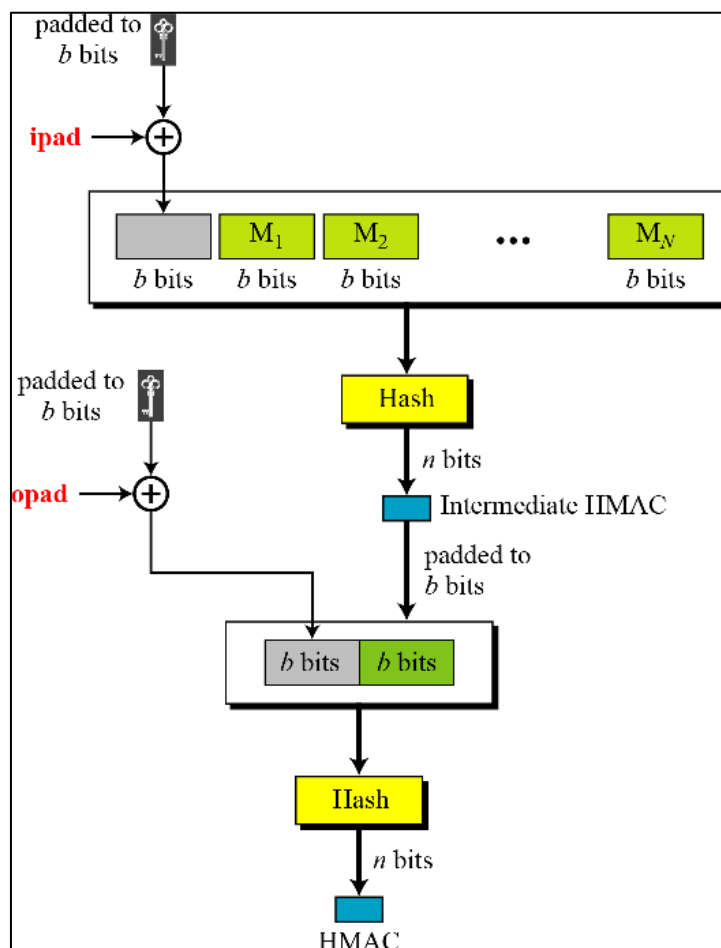 padded to
b bits
ipad
M₁ M₂ ••• M_N
b bits b bits b bits b bits
Hash
padded to
b bits
n bits
opad
Intermediate HMAC
padded to
b bits
b bits b bits
Hash
n bits
HMAC